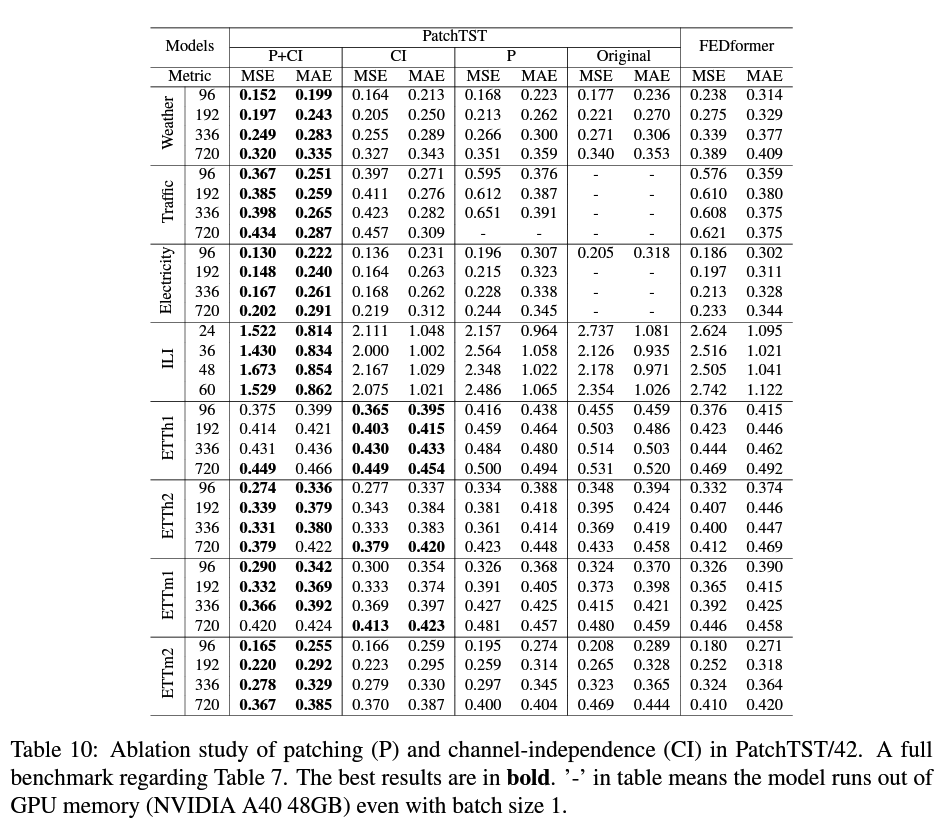 Models PatchTST FEDformer
P+CI CI P Original
Metric MSE MAE MSE MAE MSE MAE MSE MAE MSE MAE
Weather
96 0.152 0.199 0.164 0.213 0.168 0.223 0.177 0.236 0.238 0.314
192 0.197 0.243 0.205 0.250 0.213 0.262 0.221 0.270 0.275 0.329
336 0.249 0.283 0.255 0.289 0.266 0.300 0.271 0.306 0.339 0.377
720 0.320 0.335 0.327 0.343 0.351 0.359 0.340 0.353 0.389 0.409
Traffic
96 0.367 0.251 0.397 0.271 0.595 0.376 - - 0.576 0.359
192 0.385 0.259 0.411 0.276 0.612 0.387 - - 0.610 0.380
336 0.398 0.265 0.423 0.282 0.651 0.391 - - 0.608 0.375
720 0.434 0.287 0.457 0.309 - - - - 0.621 0.375
Electricity
96 0.130 0.222 0.136 0.231 0.196 0.307 0.205 0.318 0.186 0.302
192 0.148 0.240 0.164 0.263 0.215 0.323 - - 0.197 0.311
336 0.167 0.261 0.168 0.262 0.228 0.338 - - 0.213 0.328
720 0.202 0.291 0.219 0.312 0.244 0.345 - - 0.233 0.344
ILI
24 1.522 0.814 2.111 1.048 2.157 0.964 2.737 1.081 2.624 1.095
36 1.430 0.834 2.000 1.002 2.564 1.058 2.126 0.935 2.516 1.021
48 1.673 0.854 2.167 1.029 2.348 1.022 2.178 0.971 2.505 1.041
60 1.529 0.862 2.075 1.021 2.486 1.065 2.354 1.026 2.742 1.122
ETTh1
96 0.375 0.399 0.365 0.395 0.416 0.438 0.455 0.459 0.376 0.415
192 0.414 0.421 0.403 0.415 0.459 0.464 0.503 0.486 0.423 0.446
336 0.431 0.436 0.430 0.433 0.484 0.480 0.514 0.503 0.444 0.462
720 0.449 0.466 0.449 0.454 0.500 0.494 0.531 0.520 0.469 0.492
ETTh2
96 0.274 0.336 0.277 0.337 0.334 0.388 0.348 0.394 0.332 0.374
192 0.339 0.379 0.343 0.384 0.381 0.418 0.395 0.424 0.407 0.446
336 0.331 0.380 0.333 0.383 0.361 0.414 0.369 0.419 0.400 0.447
720 0.379 0.422 0.379 0.420 0.423 0.448 0.433 0.458 0.412 0.469
ETTm1
96 0.290 0.342 0.300 0.354 0.326 0.368 0.324 0.370 0.326 0.390
192 0.332 0.369 0.333 0.374 0.391 0.405 0.373 0.398 0.365 0.415
336 0.366 0.392 0.369 0.397 0.427 0.425 0.415 0.421 0.392 0.425
720 0.420 0.424 0.413 0.423 0.481 0.457 0.480 0.459 0.446 0.458
ETTm2
96 0.165 0.255 0.166 0.259 0.195 0.274 0.208 0.289 0.180 0.271
192 0.220 0.292 0.223 0.295 0.259 0.314 0.265 0.328 0.252 0.318
336 0.278 0.329 0.279 0.330 0.297 0.345 0.323 0.365 0.324 0.364
720 0.367 0.385 0.370 0.387 0.400 0.404 0.469 0.444 0.410 0.420
Table 10: Ablation study of patching (P) and channel-independence (CI) in PatchTST/42. A full
benchmark regarding Table 7. The best results are in bold. ’-’ in table means the model runs out of
GPU memory (NVIDIA A40 48GB) even with batch size 1.